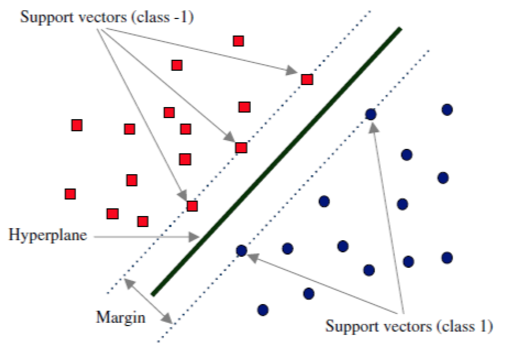 Support vectors (class -1)
Hyperplane
Margin
Support vectors (class 1)